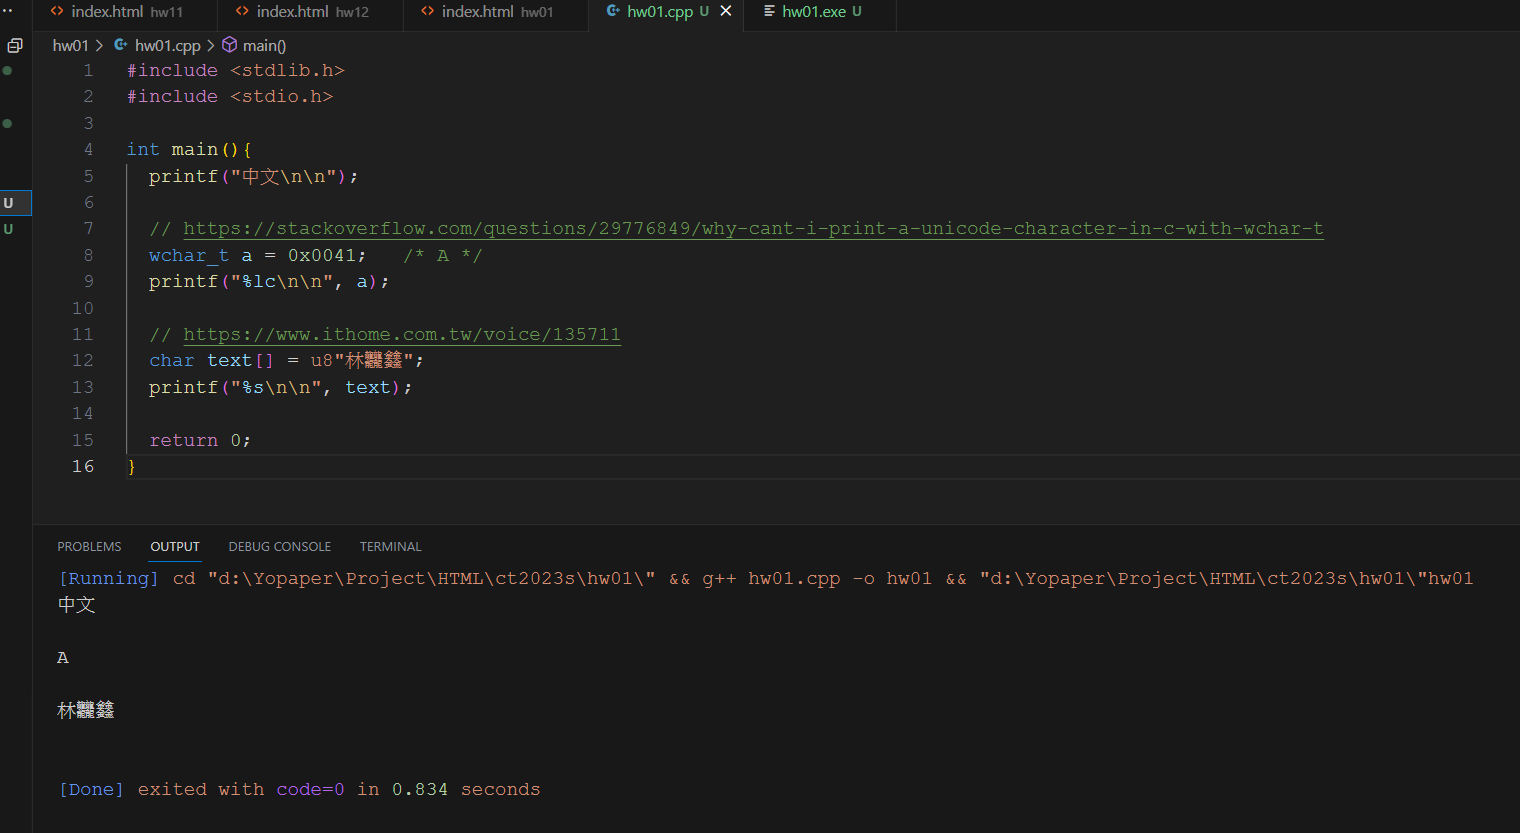 index.html hw11 index.html hw12 index.html hw01 hw01.cpp U hw01.exe U
hw01 > hw01.cpp > main()
1 #include <stdlib.h>
2 #include <stdio.h>
3
4 int main(){
5 printf("中文\n\n");
6
7 // https://stackoverflow.com/questions/29776849/why-cant-i-print-a-unicode-character-in-c-with-wchar-t
8 wchar_t a = 0x0041; /* A */
9 printf("%lc\n\n", a);
10
11 // https://www.ithome.com.tw/voice/135711
12 char text[] = u8"林龖鑫";
13 printf("%s\n\n", text);
14
15 return 0;
16 }
U
U
PROBLEMS OUTPUT DEBUG CONSOLE TERMINAL
[Running] cd "d:\Yopaper\Project\HTML\ct2023s\hw01\" && g++ hw01.cpp -o hw01 && "d:\Yopaper\Project\HTML\ct2023s\hw01\"hw01
中文
A
林龖鑫
[Done] exited with code=0 in 0.834 seconds